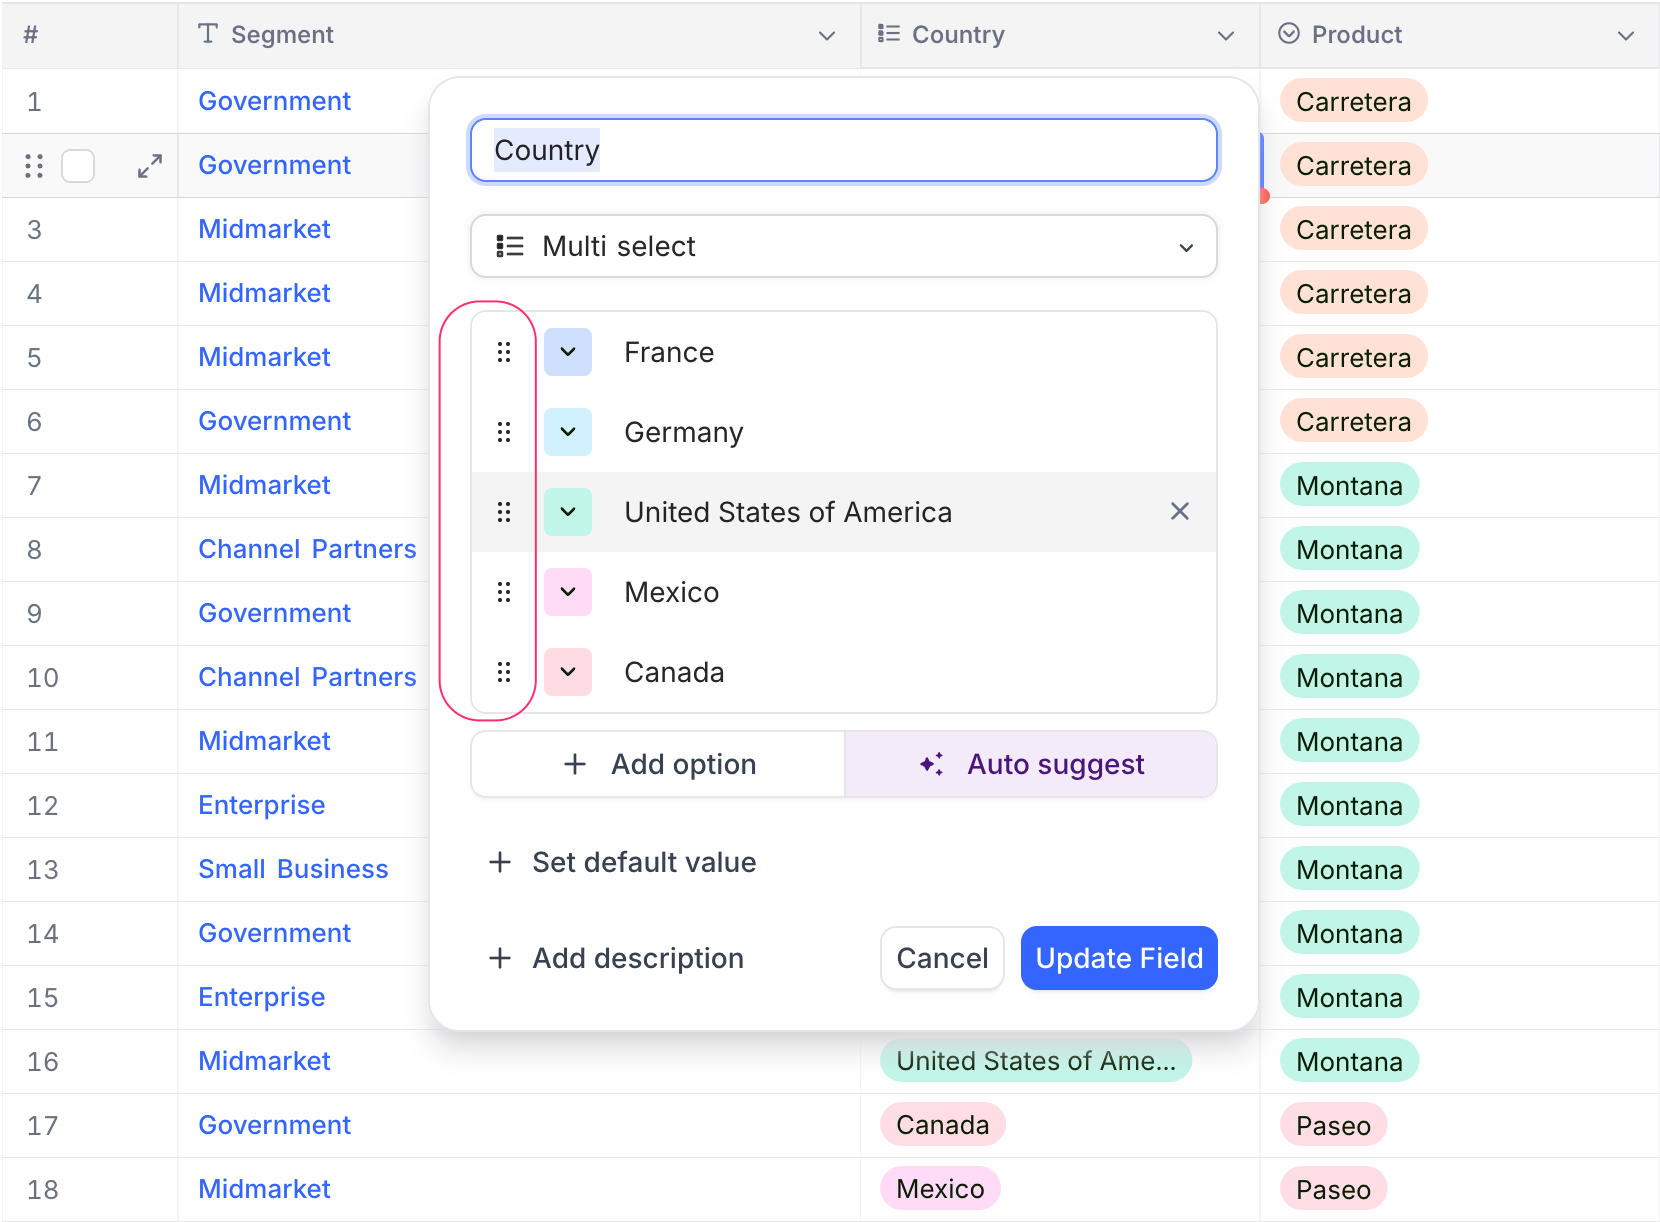 # Segment Country Product
1 Government Carretera
Country
Government Carretera
3 Midmarket Carretera
Multi select
4 Midmarket Carretera
5 Midmarket Carretera
France
6 Government Carretera
Germany
7 Midmarket Montana
United States of America
8 Channel Partners Montana
9 Government Montana
Mexico
10 Channel Partners Montana
Canada
11 Midmarket Montana
Add option Auto suggest
12 Enterprise Montana
13 Small Business Montana
Set default value
14 Government Montana
Add description Cancel Update Field
15 Enterprise Montana
16 Midmarket United States of Ame... Montana
17 Government Canada Paseo
18 Midmarket Mexico Paseo